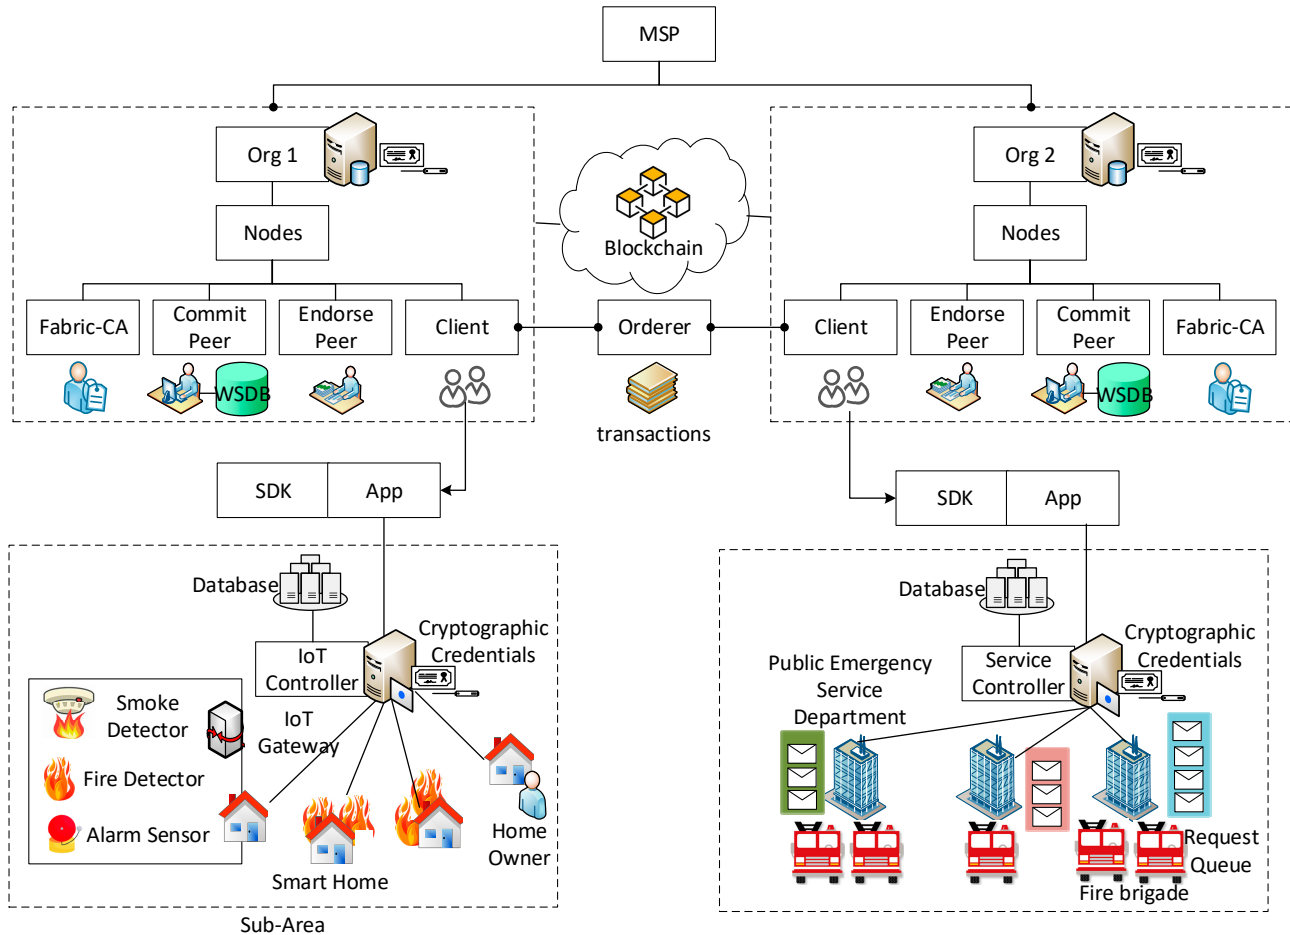 MSP
Org 1
Org 2
Nodes
Blockchain
Nodes
Fabric-CA
Commit
Peer
Endorse
Peer
Client
Orderer
Client
Endorse
Peer
Commit
Peer
Fabric-CA
WSDB
WSDB
transactions
SDK
App
SDK
App
Database
Cryptographic
Credentials
IoT
Controller
Smoke
Detector
IoT
Gateway
Fire Detector
Alarm Sensor
Home
Owner
Smart Home
Sub-Area
Database
Cryptographic
Credentials
Service
Controller
Public Emergency
Service
Department
Request
Queue
Fire brigade